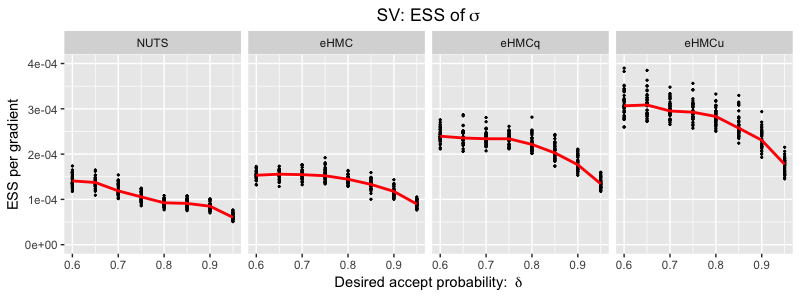 SV: ESS of σ
NUTS eHMC eHMCq eHMCu
ESS per gradient
4e-04
3e-04
2e-04
1e-04
0e+00
0.6 0.7 0.8 0.9 0.6 0.7 0.8 0.9 0.6 0.7 0.8 0.9 0.6 0.7 0.8 0.9
Desired accept probability: δ